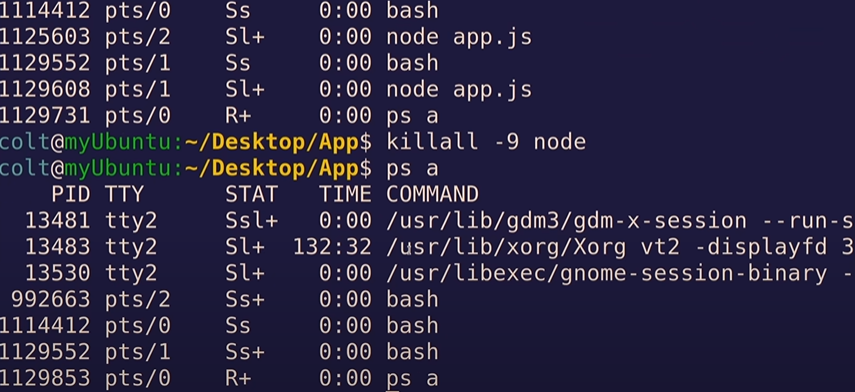 1114412 pts/0 Ss 0:00 bash
1125603 pts/2 Sl+ 0:00 node app.js
1129552 pts/1 Ss 0:00 bash
1129608 pts/1 Sl+ 0:00 node app.js
1129731 pts/0 R+ 0:00 ps a
colt@myUbuntu:~/Desktop/App$ killall -9 node
colt@myUbuntu:~/Desktop/App$ ps a
PID TTY STAT TIME COMMAND
13481 tty2 Ssl+ 0:00 /usr/lib/gdm3/gdm-x-session --run-s
13483 tty2 Sl+ 132:32 /usr/lib/xorg/Xorg vt2 -displayfd 3
13530 tty2 Sl+ 0:00 /usr/libexec/gnome-session-binary -
992663 pts/2 Ss+ 0:00 bash
1114412 pts/0 Ss 0:00 bash
1129552 pts/1 Ss+ 0:00 bash
1129853 pts/0 R+ 0:00 ps a